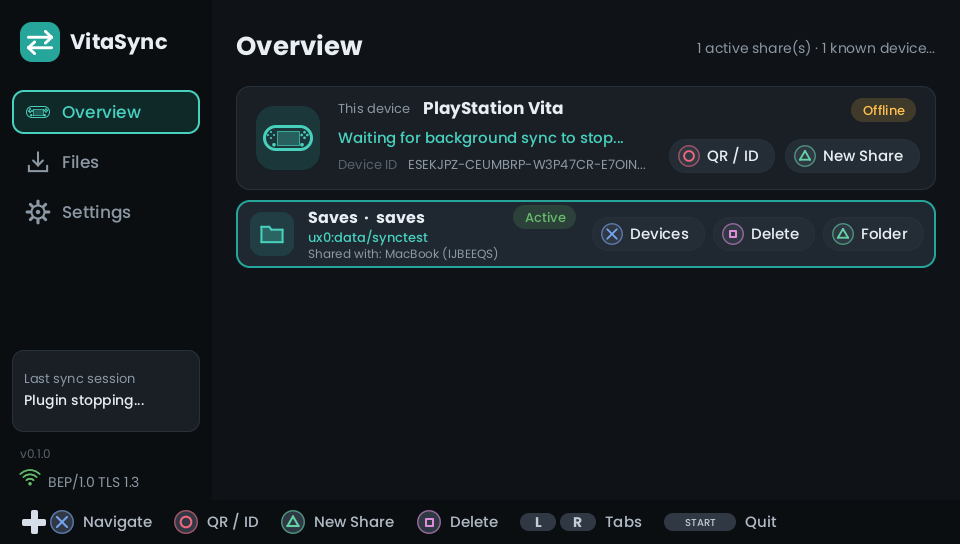 VitaSync
Overview
Files
Settings
Last sync session
Plugin stopping...
v0.1.0
BEP/1.0 TLS 1.3
Overview
1 active share(s) · 1 known device...
This device PlayStation Vita
Offline
Waiting for background sync to stop...
Device ID ESEKJPZ-CEUMBRP-W3P47CR-E7OIN...
QR / ID
New Share
Saves · saves
Active
ux0:data/synctest
Shared with: MacBook (IJBEEQS)
Devices
Delete
Folder
Navigate QR / ID New Share Delete L R Tabs START Quit